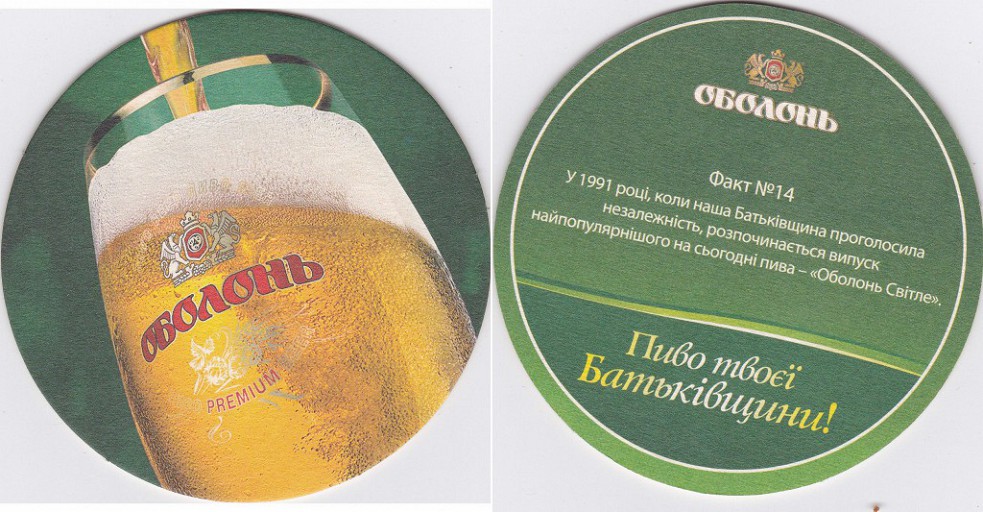 ОБОЛОНЬ
PREMIUM
ОБОЛОНЬ
Факт №14
У 1991 році, коли наша Батьківщина проголосила
незалежність, розпочинається випуск
найпопулярнішого на сьогодні пива – «Оболонь Світле».
Пиво твоєї
Батьківщини!